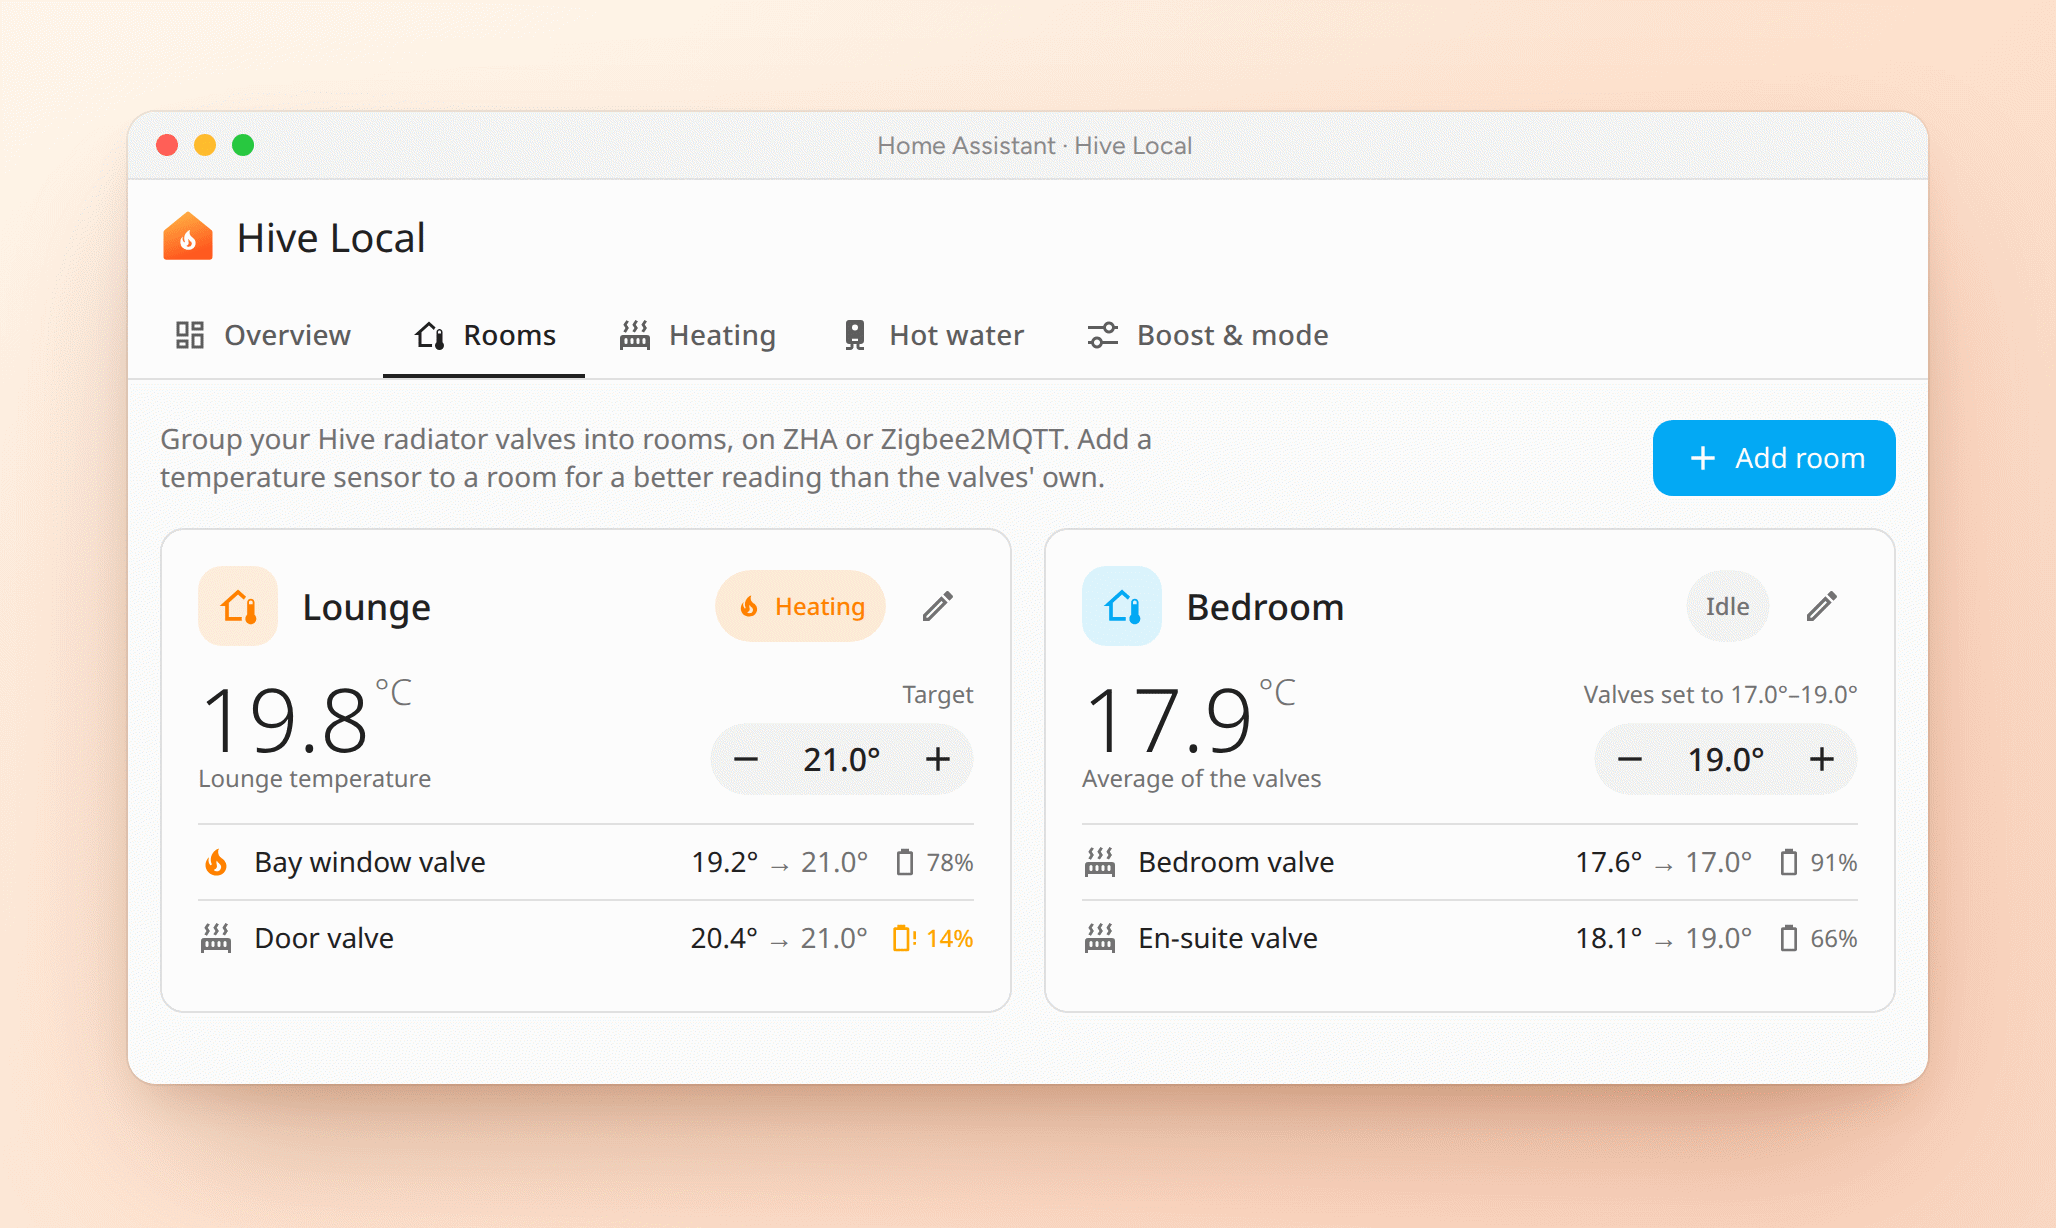 Home Assistant · Hive Local
Hive Local
Overview
Rooms
Heating
Hot water
Boost & mode
Group your Hive radiator valves into rooms, on ZHA or Zigbee2MQTT. Add a
temperature sensor to a room for a better reading than the valves' own.
+ Add room
Lounge
Heating
19.8 °C
Lounge temperature
Target
− 21.0° +
Bay window valve 19.2° → 21.0° 78%
Door valve 20.4° → 21.0° 14%
Bedroom
Idle
17.9 °C
Average of the valves
Valves set to 17.0°–19.0°
− 19.0° +
Bedroom valve 17.6° → 17.0° 91%
En-suite valve 18.1° → 19.0° 66%